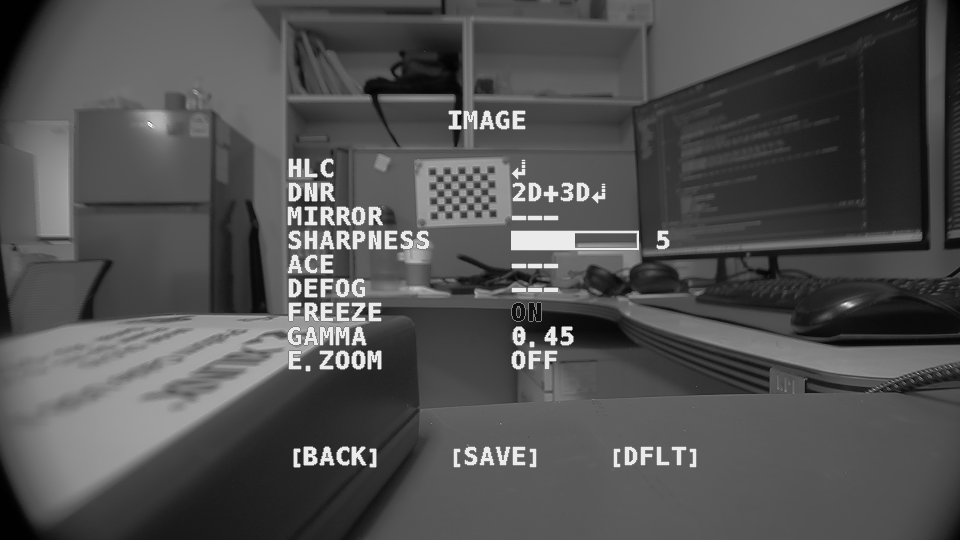 IMAGE
HLC ↲
DNR 2D+3D↲
MIRROR ---
SHARPNESS 5
ACE ---
DEFOG ---
FREEZE ON
GAMMA 0.45
E.ZOOM OFF
[BACK] [SAVE] [DFLT]